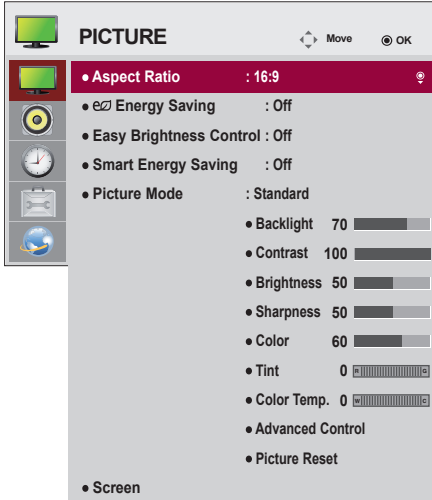 PICTURE Move OK
• Aspect Ratio : 16:9
• Energy Saving : Off
• Easy Brightness Control : Off
• Smart Energy Saving : Off
• Picture Mode : Standard
• Backlight 70
• Contrast 100
• Brightness 50
• Sharpness 50
• Color 60
• Tint 0 R G
• Color Temp. 0 W C
• Advanced Control
• Picture Reset
• Screen